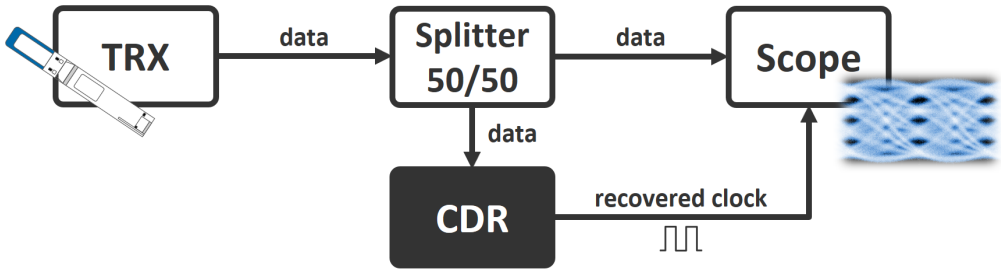 TRX
data
Splitter
50/50
data
Scope
data
CDR
recovered clock